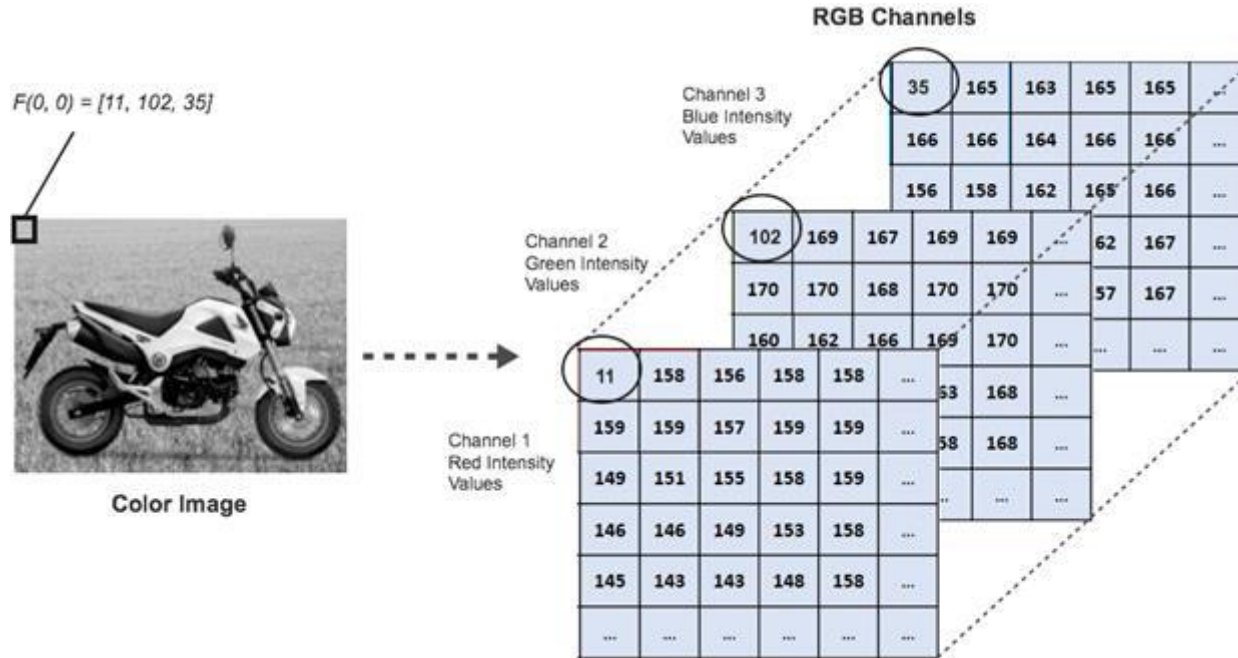 RGB Channels
F(0, 0) = [11, 102, 35]
Channel 3
Blue Intensity
Values
35 165 163 165 165 ...
166 166 164 166 166 ...
156 158 162 165 166 ...
62 167 ...
57 167 ...
... ... ...
Channel 2
Green Intensity
Values
102 169 167 169 169 ...
170 170 168 170 170 ...
160 162 166 169 170 ...
63 168 ...
58 168 ...
... ... ...
Channel 1
Red Intensity
Values
11 158 156 158 158 ...
159 159 157 159 159 ...
149 151 155 158 159 ...
146 146 149 153 158 ...
145 143 143 148 158 ...
... ... ... ... ... ...
Color Image